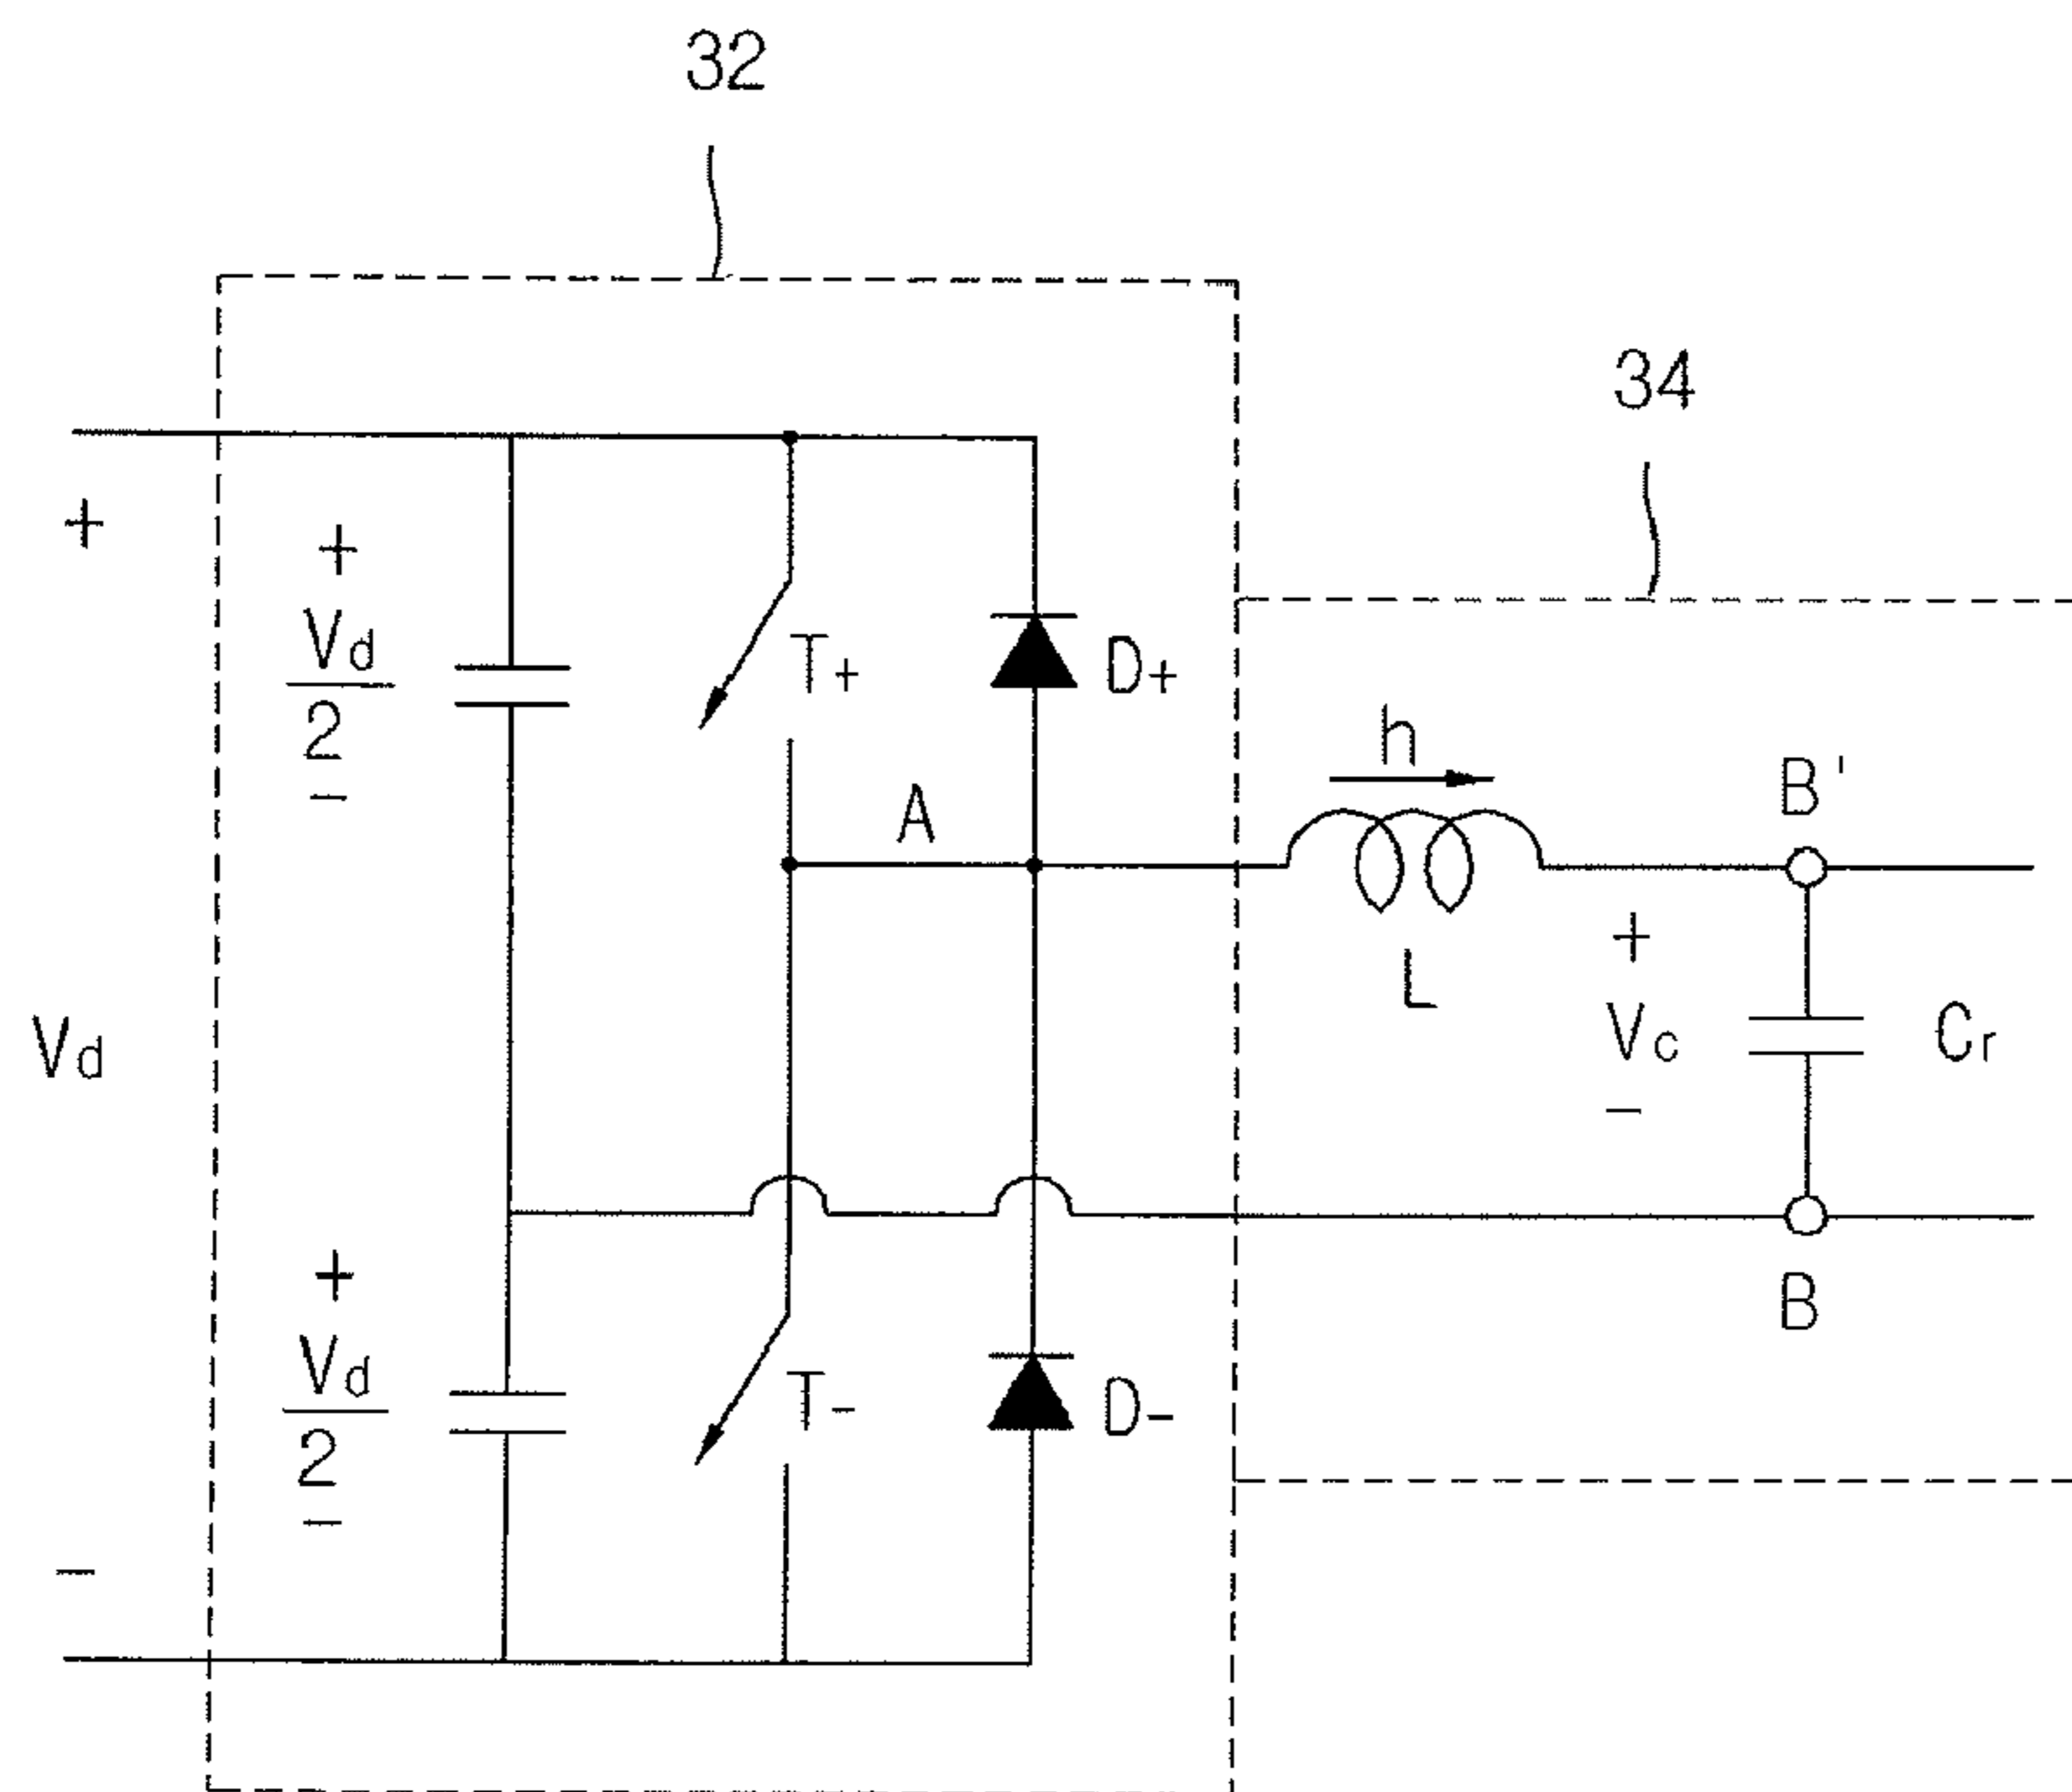 32
34
+
+
Vd
2
-
T+
D+
h
A
B'
+
L
Vd
Vc
Cr
-
+
B
Vd
2
-
T-
D-
-